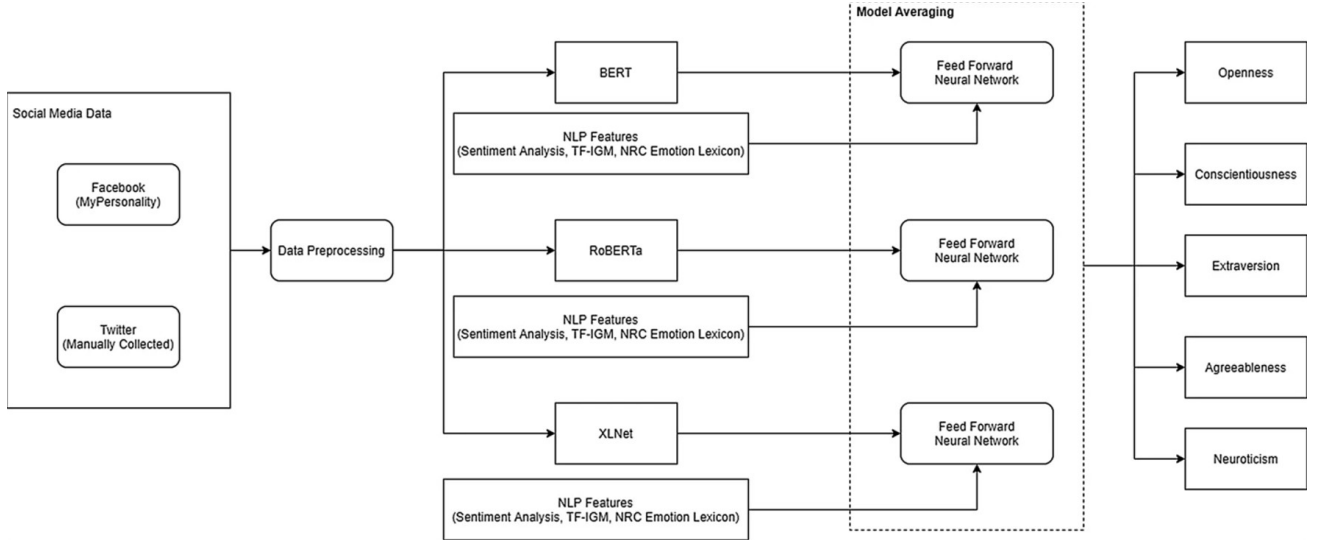 Model Averaging
Social Media Data
Facebook
(MyPersonality)
Twitter
(Manually Collected)
Data Preprocessing
BERT
NLP Features
(Sentiment Analysis, TF-IGM, NRC Emotion Lexicon)
Feed Forward
Neural Network
RoBERTa
NLP Features
(Sentiment Analysis, TF-IGM, NRC Emotion Lexicon)
Feed Forward
Neural Network
XLNet
NLP Features
(Sentiment Analysis, TF-IGM, NRC Emotion Lexicon)
Feed Forward
Neural Network
Openness
Conscientiousness
Extraversion
Agreeableness
Neuroticism